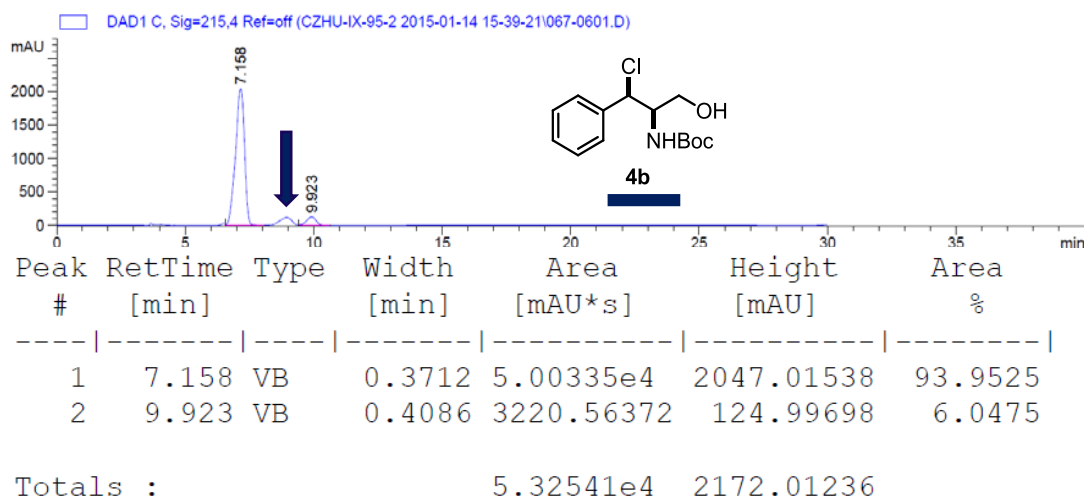 DAD1 C, Sig=215,4 Ref=off (CZHU-IX-95-2 2015-01-14 15-39-21\067-0601.D)
mAU
2000
1500
1000
500
0
7.158
9.923
Cl
OH
NHBoc
4b
0 5 10 15 20 25 30 35 min
Peak RetTime Type Width Area Height Area
# [min] [min] [mAU*s] [mAU] %
----|-------|----|-------|----------|----------|--------|
1 7.158 VB 0.3712 5.00335e4 2047.01538 93.9525
2 9.923 VB 0.4086 3220.56372 124.99698 6.0475
Totals : 5.32541e4 2172.01236